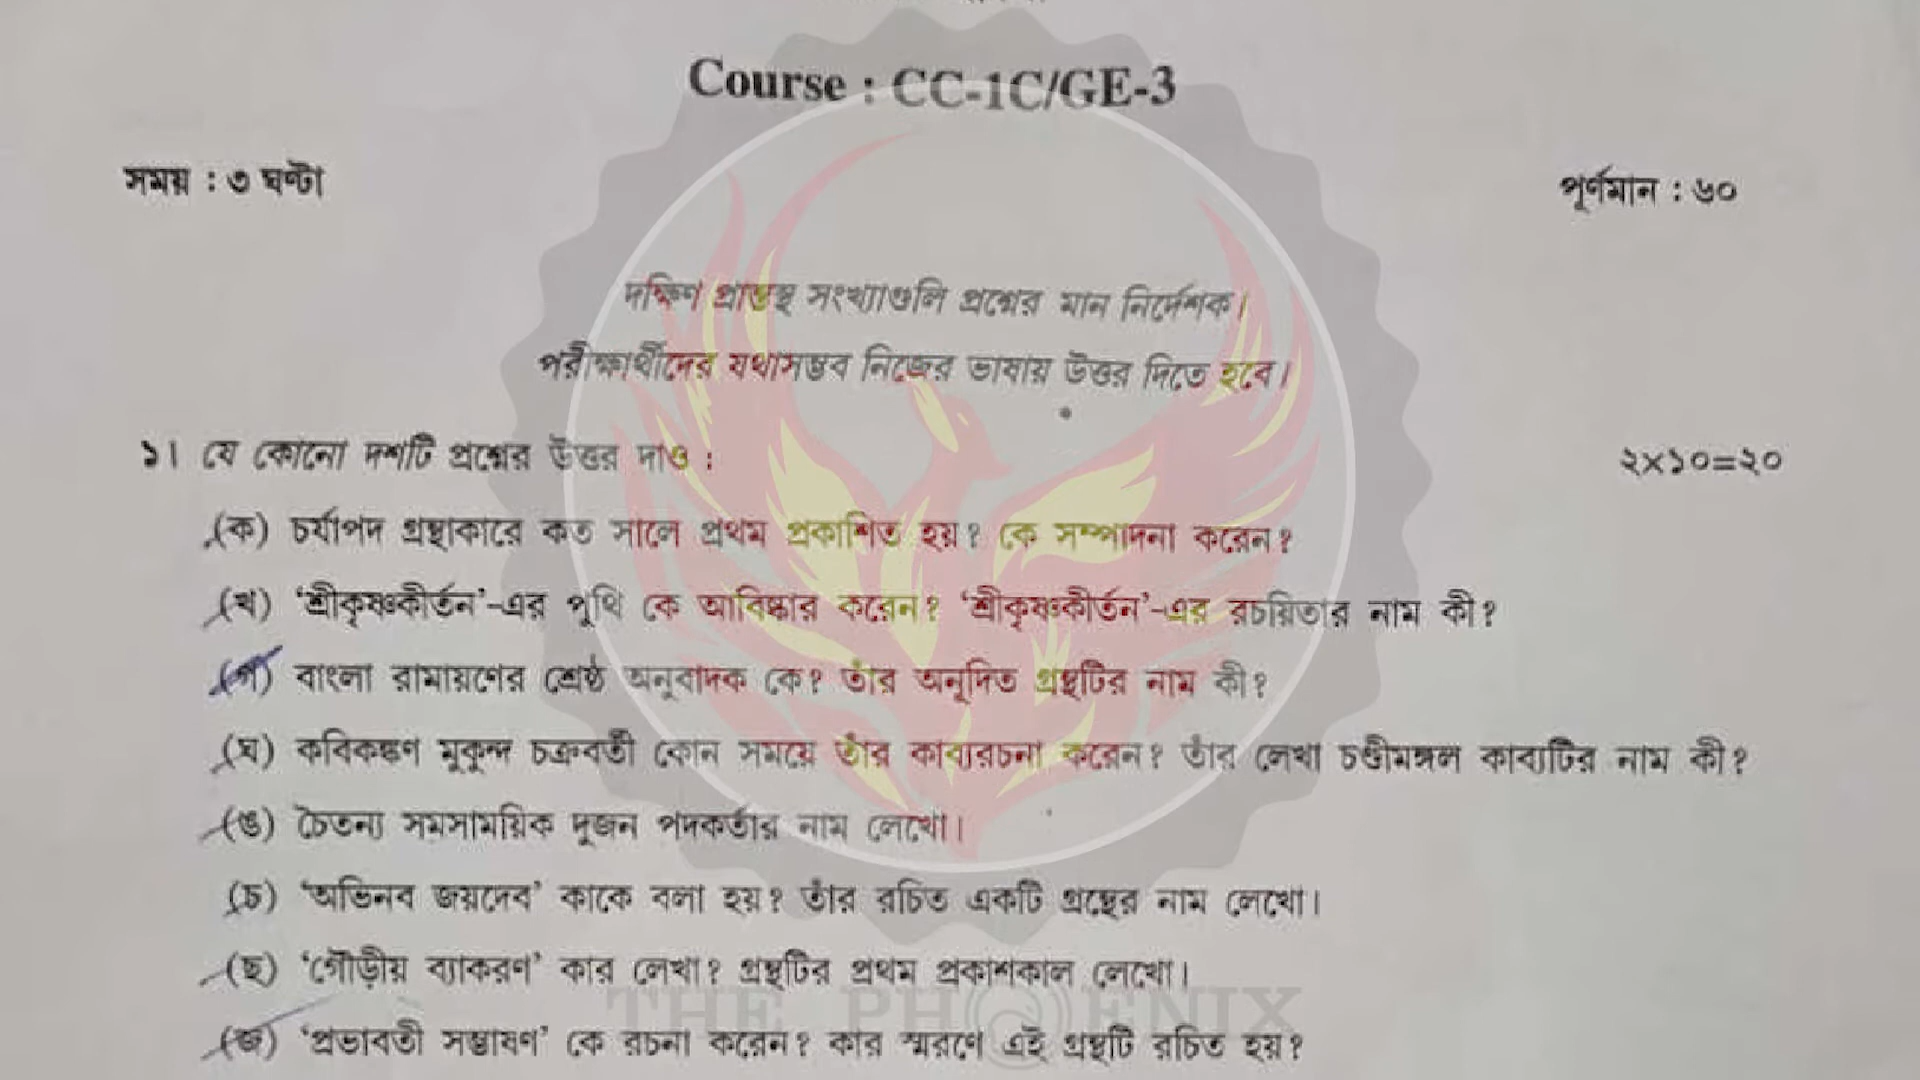 Course : CC-1C/GE-3
সময় : ৩ ঘণ্টা
পূর্ণমান : ৬০
দক্ষিণ প্রান্তস্থ সংখ্যাগুলি প্রশ্নের মান নির্দেশক।
পরীক্ষার্থীদের যথাসম্ভব নিজের ভাষায় উত্তর দিতে হবে।
১। যে কোনো দশটি প্রশ্নের উত্তর দাও : ২×১০=২০
(ক) চর্যাপদ গ্রন্থাকারে কত সালে প্রথম প্রকাশিত হয়? কে সম্পাদনা করেন?
(খ) ‘শ্রীকৃষ্ণকীর্তন’-এর পুথি কে আবিষ্কার করেন? ‘শ্রীকৃষ্ণকীর্তন’-এর রচয়িতার নাম কী?
(গ) বাংলা রামায়ণের শ্রেষ্ঠ অনুবাদক কে? তাঁর অনূদিত গ্রন্থটির নাম কী?
(ঘ) কবিকঙ্কণ মুকুন্দ চক্রবর্তী কোন সময়ে তাঁর কাব্যরচনা করেন? তাঁর লেখা চণ্ডীমঙ্গল কাব্যটির নাম কী?
(ঙ) চৈতন্য সমসাময়িক দুজন পদকর্তার নাম লেখো।
(চ) ‘অভিনব জয়দেব’ কাকে বলা হয়? তাঁর রচিত একটি গ্রন্থের নাম লেখো।
(ছ) ‘গৌড়ীয় ব্যাকরণ’ কার লেখা? গ্রন্থটির প্রথম প্রকাশকাল লেখো।
THE PH@ENIX
(জ) ‘প্রভাবতী সম্ভাষণ’ কে রচনা করেন? কার স্মরণে এই গ্রন্থটি রচিত হয়?